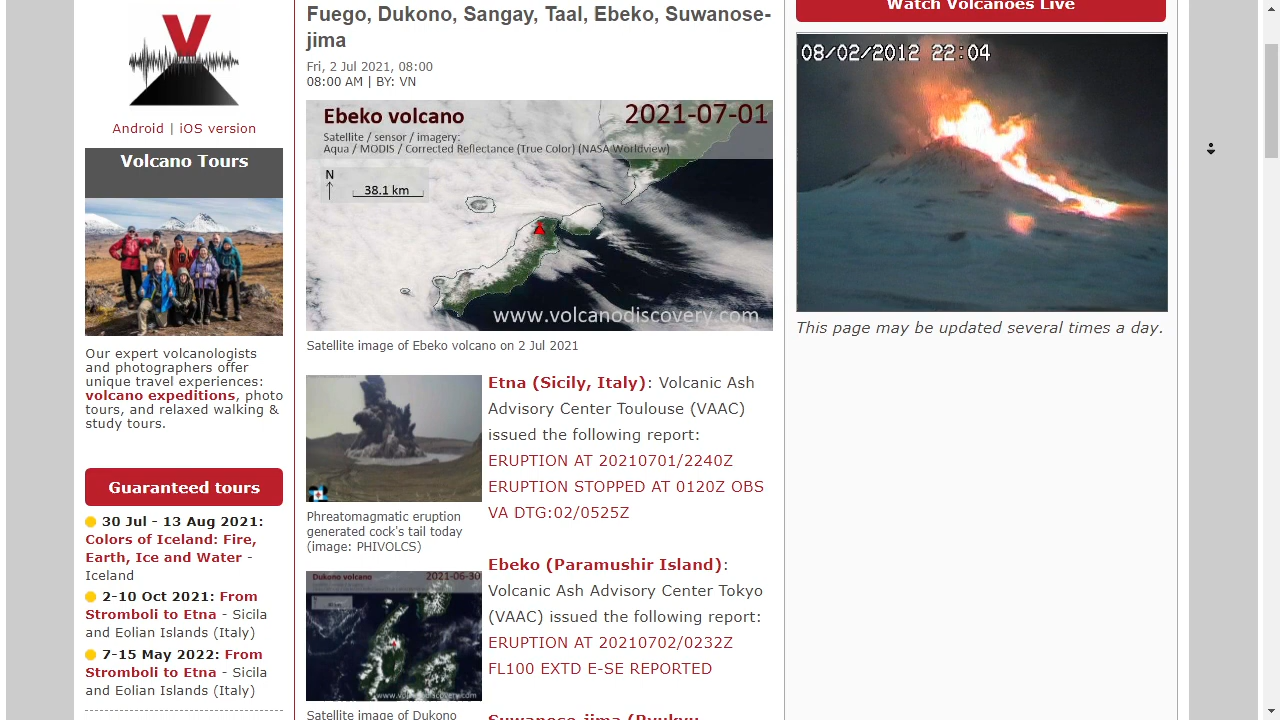 Android | iOS version
Volcano Tours
Our expert volcanologists
and photographers offer
unique travel experiences:
volcano expeditions, photo
tours, and relaxed walking &
study tours.
Guaranteed tours
30 Jul - 13 Aug 2021:
Colors of Iceland: Fire,
Earth, Ice and Water -
Iceland
2-10 Oct 2021: From
Stromboli to Etna - Sicila
and Eolian Islands (Italy)
7-15 May 2022: From
Stromboli to Etna - Sicila
and Eolian Islands (Italy)
Fuego, Dukono, Sangay, Taal, Ebeko, Suwanose-
jima
Fri, 2 Jul 2021, 08:00
08:00 AM | BY: VN
Ebeko volcano
2021-07-01
Satellite / sensor / imagery:
Aqua / MODIS / Corrected Reflectance (True Color) (NASA Worldview)
N
38.1 km
www.volcanodiscovery.com
Satellite image of Ebeko volcano on 2 Jul 2021
Phreatomagmatic eruption
generated cock's tail today
(image: PHIVOLCS)
Dukono volcano
2021-06-30
www.volcanodiscovery.com
Satellite image of Dukono
Etna (Sicily, Italy): Volcanic Ash
Advisory Center Toulouse (VAAC)
issued the following report:
ERUPTION AT 20210701/2240Z
ERUPTION STOPPED AT 0120Z OBS
VA DTG:02/0525Z
Ebeko (Paramushir Island):
Volcanic Ash Advisory Center Tokyo
(VAAC) issued the following report:
ERUPTION AT 20210702/0232Z
FL100 EXTD E-SE REPORTED
Suwanose-jima (Ryukyu
Watch Volcanoes Live
08/02/2012 22:04
This page may be updated several times a day.